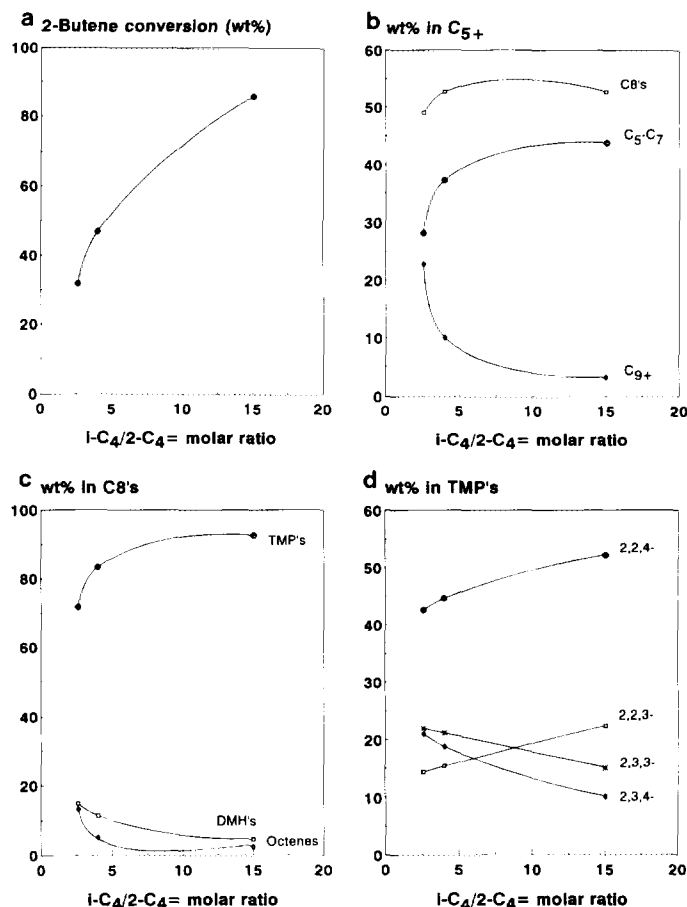 a 2-Butene conversion (wt%)
100
80
60
40
20
0
0 5 10 15 20
i-C4/2-C4= molar ratio
b wt% in C5+
60
50
40
30
20
10
0
C8's
C5-C7
C9+
0 5 10 15 20
i-C4/2-C4= molar ratio
c wt% in C8's
100
80
60
40
20
0
TMP's
DMH's
Octenes
0 5 10 15 20
i-C4/2-C4= molar ratio
d wt% in TMP's
60
50
40
30
20
10
0
2,2,4-
2,2,3-
2,3,3-
2,3,4-
0 5 10 15 20
i-C4/2-C4= molar ratio